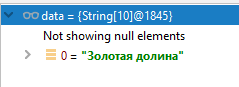 data = {String[10]@1845}
Not showing null elements
0 = "Золотая долина"